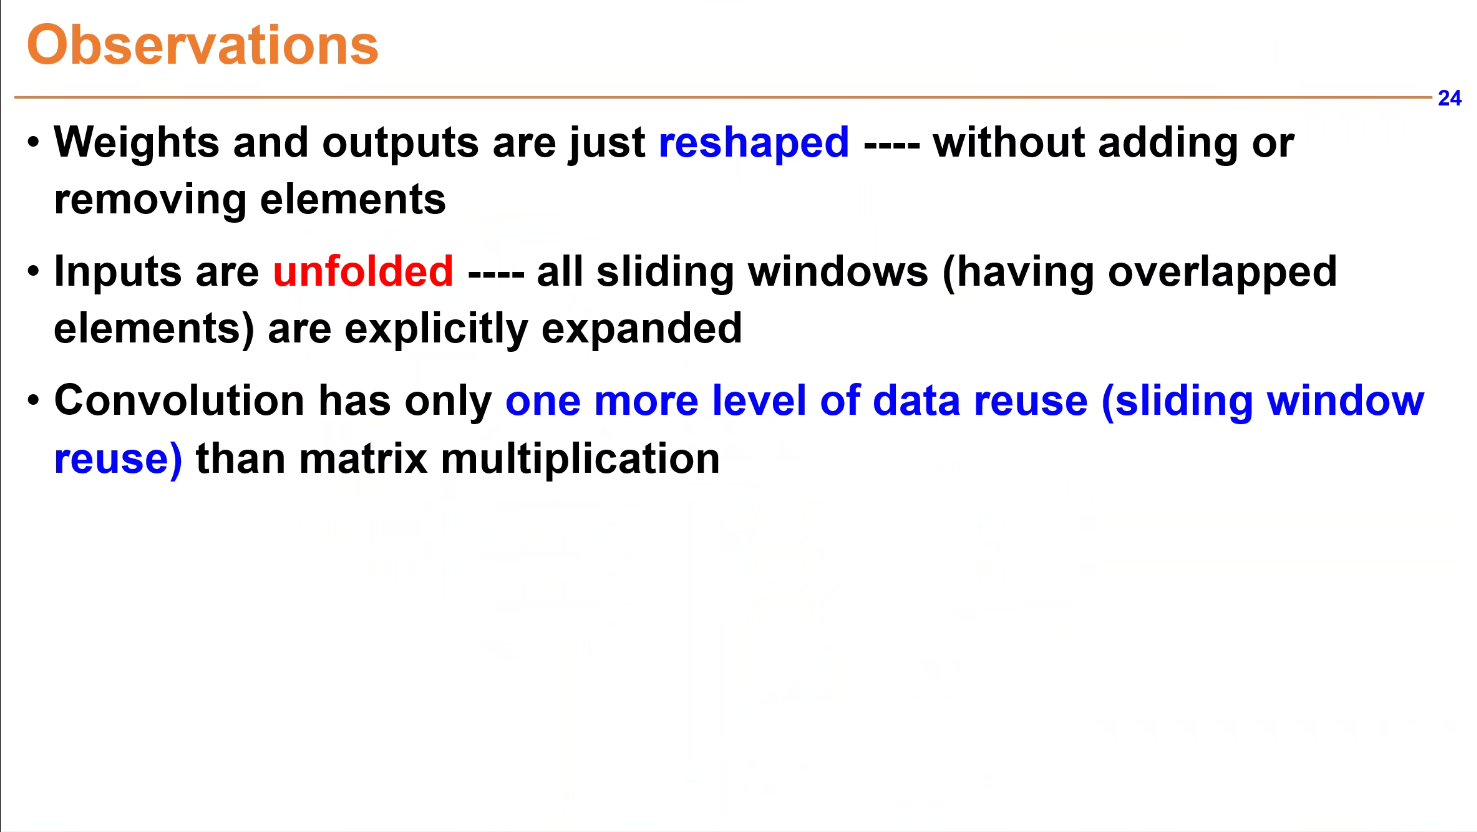 Observations
24
• Weights and outputs are just reshaped ---- without adding or
removing elements
• Inputs are unfolded ---- all sliding windows (having overlapped
elements) are explicitly expanded
• Convolution has only one more level of data reuse (sliding window
reuse) than matrix multiplication